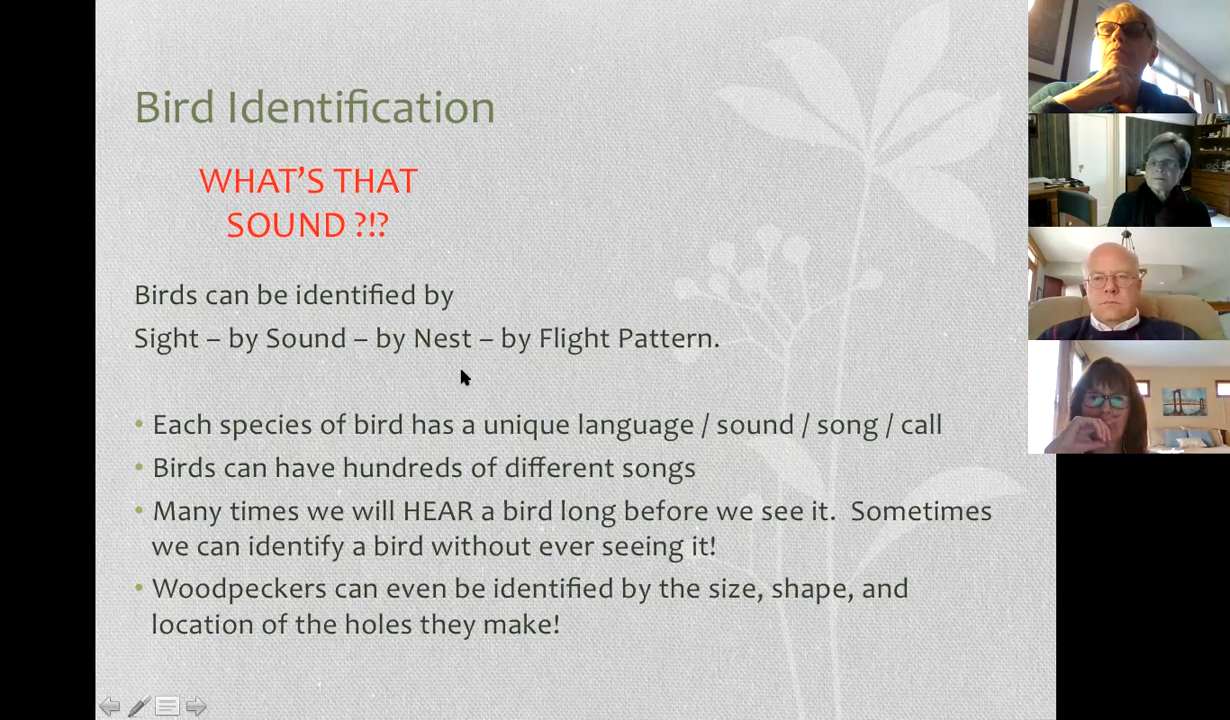 Bird Identification
WHAT'S THAT
SOUND ?!?
Birds can be identified by
Sight – by Sound – by Nest – by Flight Pattern.
• Each species of bird has a unique language / sound / song / call
• Birds can have hundreds of different songs
• Many times we will HEAR a bird long before we see it.  Sometimes
we can identify a bird without ever seeing it!
• Woodpeckers can even be identified by the size, shape, and
location of the holes they make!